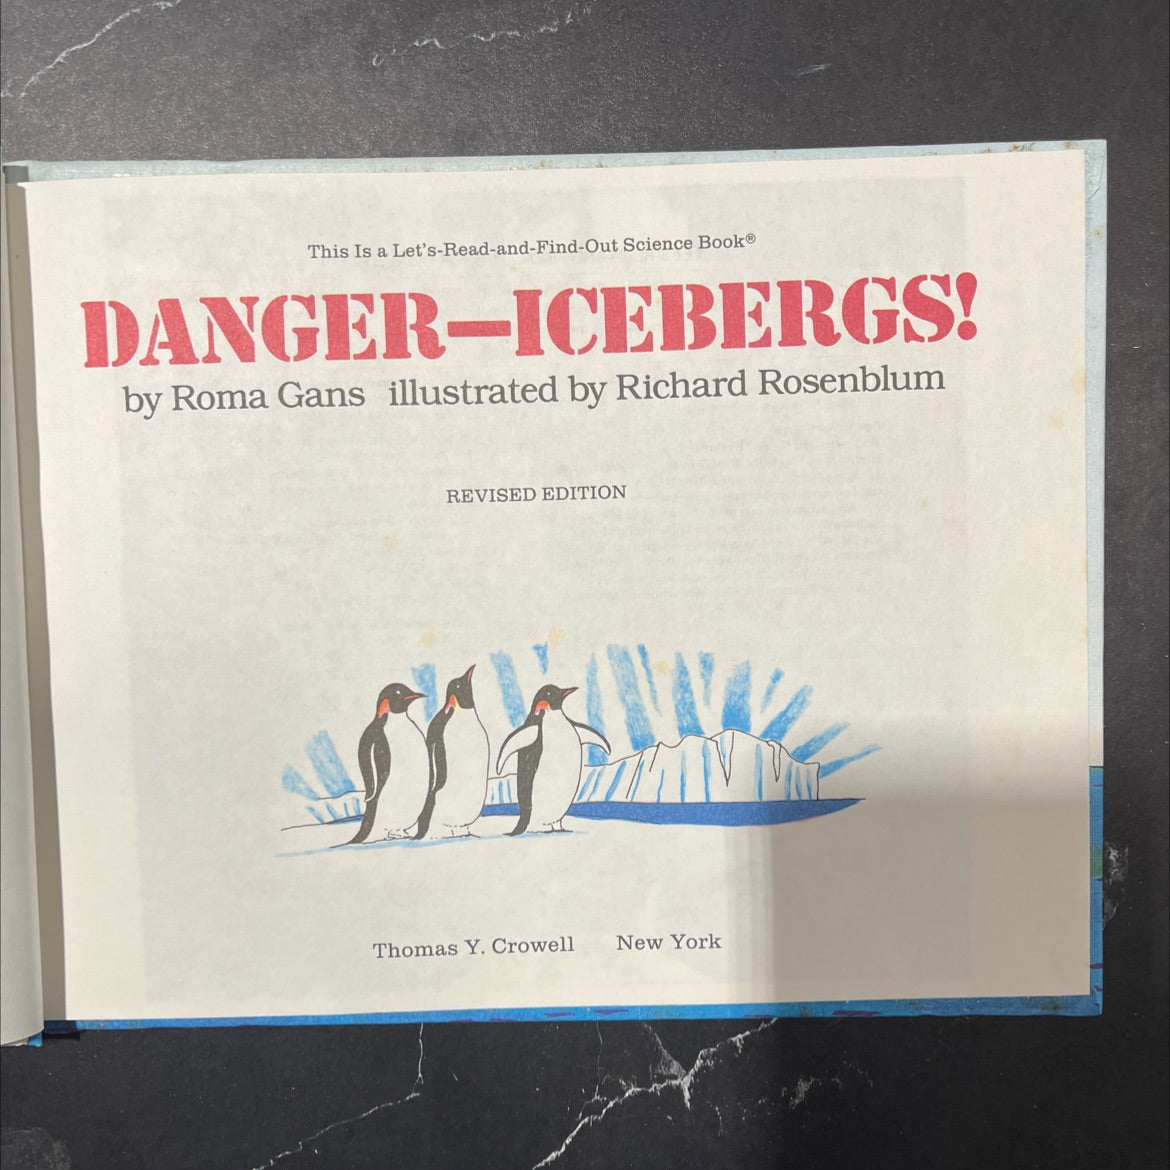 This Is a Let's-Read-and-Find-Out Science Book®
DANGER—ICEBERGS!
by Roma Gans illustrated by Richard Rosenblum
REVISED EDITION
Thomas Y. Crowell New York